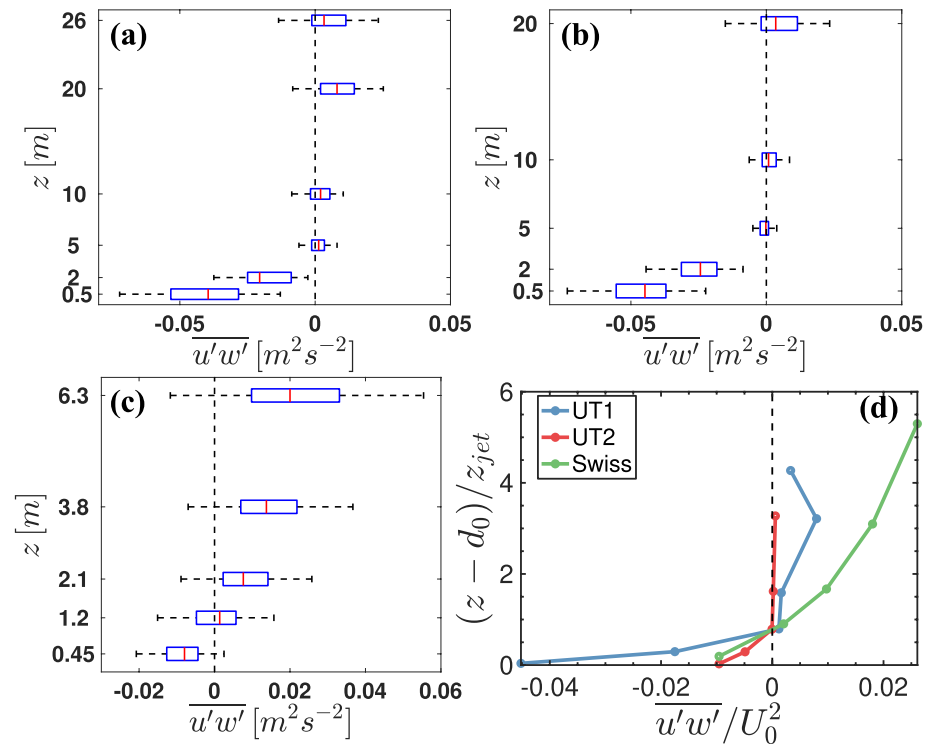 (a)
26
20
10
5
2
0.5
z [m]
-0.05 0 0.05
u'w' [m²s⁻²]
(b)
20
10
5
2
0.5
z [m]
-0.05 0 0.05
u'w' [m²s⁻²]
(c)
6.3
3.8
2.1
1.2
0.45
z [m]
-0.02 0 0.02 0.04 0.06
u'w' [m²s⁻²]
(d)
UT1
UT2
Swiss
6
4
2
0
(z − d₀)/z_jet
-0.04 -0.02 0 0.02
u'w'/U₀²